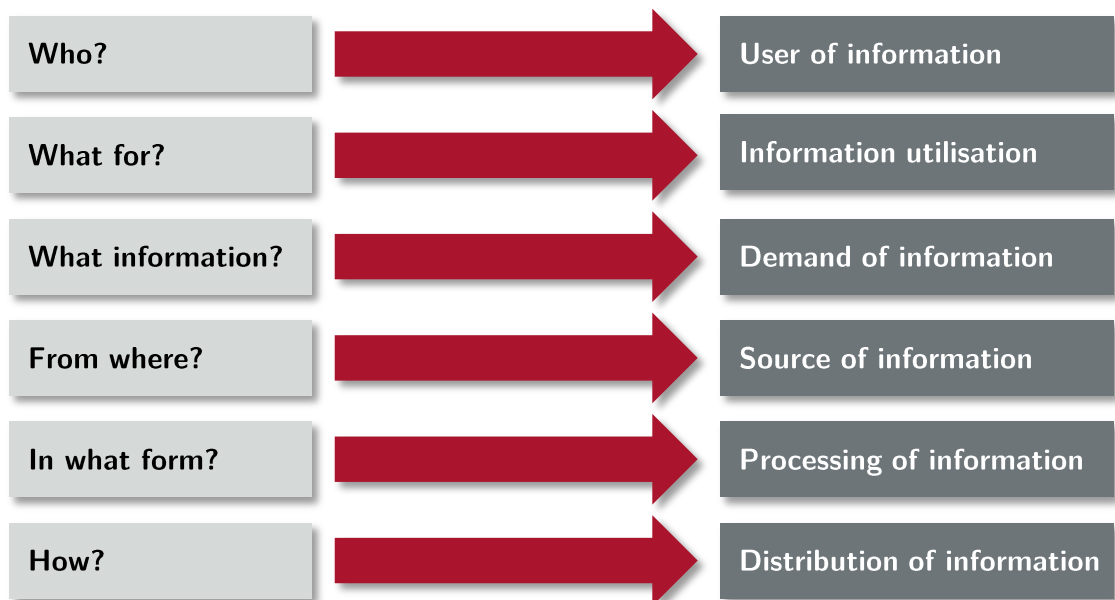 Who?
User of information
What for?
Information utilisation
What information?
Demand of information
From where?
Source of information
In what form?
Processing of information
How?
Distribution of information